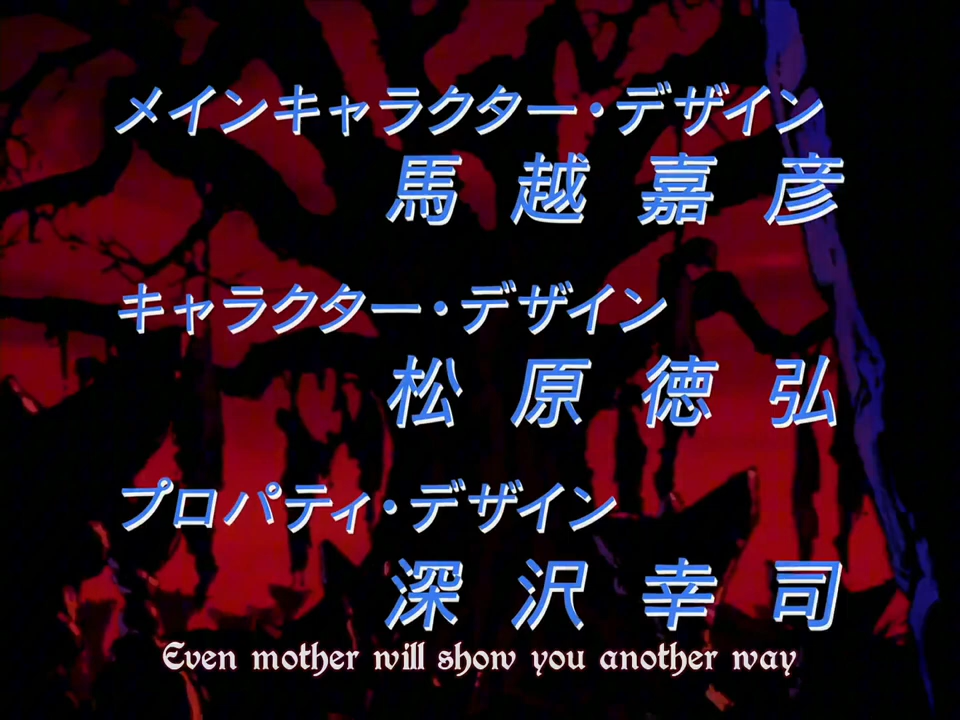 メインキャラクター・デザイン
馬越嘉彦
キャラクター・デザイン
松原徳弘
プロパティ・デザイン
深沢幸司
Even mother will show you another way